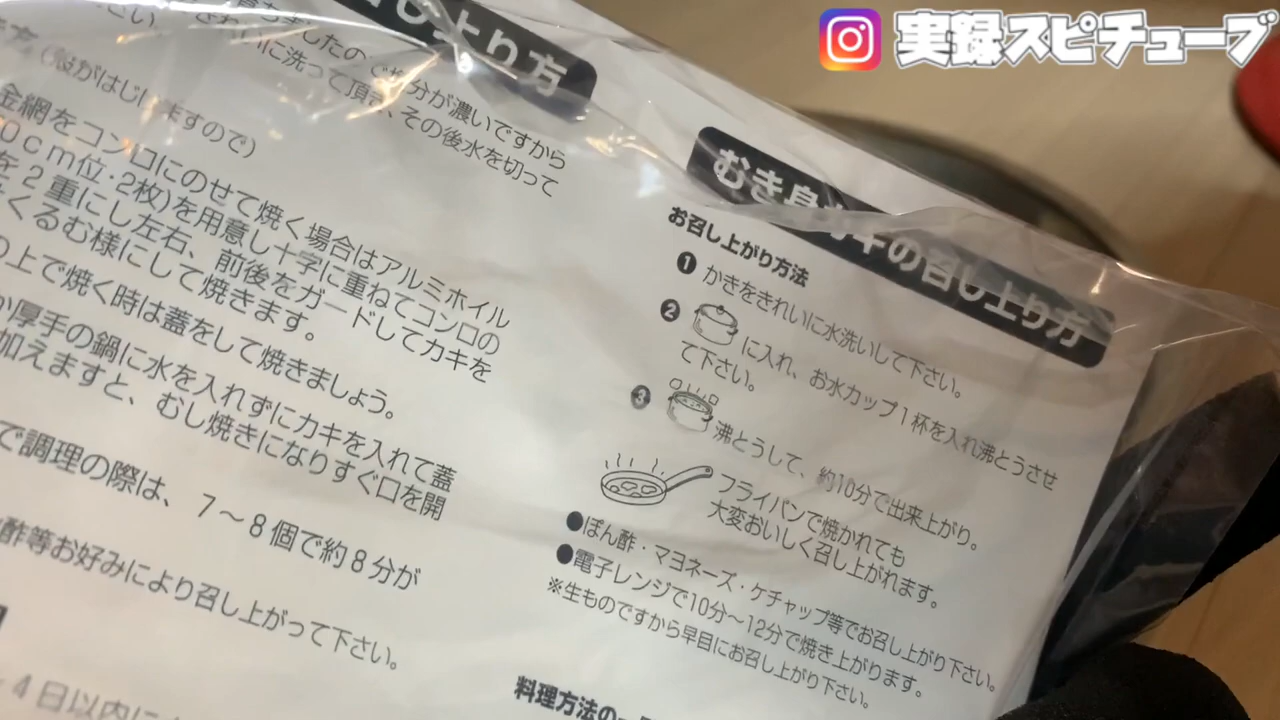 実録スピチューブ
召し上り方
分が濃いですから
いに洗って頂き、その後水を切って
(殻がはじけますので)
金網をコンロにのせて焼く場合はアルミホイル
0cm位・2枚)を用意し十字に重ねてコンロの
を2重にし左右、前後をガードしてカキを
くるむ様にして焼きます。
の上で焼く時は蓋をして焼きましょう。
厚手の鍋に水を入れずにカキを入れて蓋
加えますと、むし焼きになりすぐ口を開
で調理の際は、7〜8個で約8分が
酢等お好みにより召し上がって下さい。
4日以内に
むき身カキの召し上り方
お召し上がり方法
❶ かきをきれいに水洗いして下さい。
❷ に入れ、お水カップ1杯を入れ沸とうさせ
て下さい。
❸ 沸とうして、約10分で出来上がり。
フライパンで焼かれても
大変おいしく召し上がれます。
●ぽん酢・マヨネーズ・ケチャップ等でお召し上がり下さい。
●電子レンジで10分〜12分で焼き上がります。
※生ものですから早目にお召し上がり下さい。
料理方法の